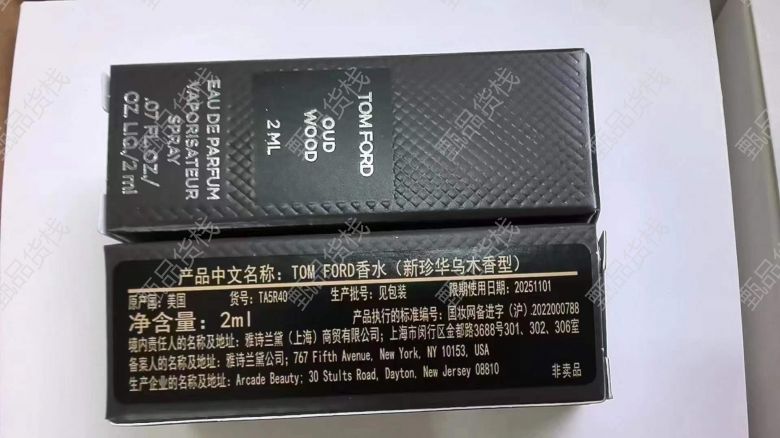 TOM FORD
OUD
WOOD
2 ML
EAU DE PARFUM
VAPORISATEUR
SPRAY
.07 FL.OZ./
OZ. LIQ./2 ml
产品中文名称: TOM FORD香水（新珍华乌木香型）
原产国: 美国 货号: TA5R40 生产批号: 见包装 限期使用日期: 20251101
净含量: 2ml 产品执行的标准编号: 国妆网备进字（沪）2022000788
境内责任人的名称及地址: 雅诗兰黛（上海）商贸有限公司; 上海市闵行区金都路3688号301、302、306室
备案人的名称及地址: 雅诗兰黛公司; 767 Fifth Avenue, New York, NY 10153, USA
生产企业的名称及地址: Arcade Beauty; 30 Stults Road, Dayton, New Jersey 08810 非卖品
甄品货栈